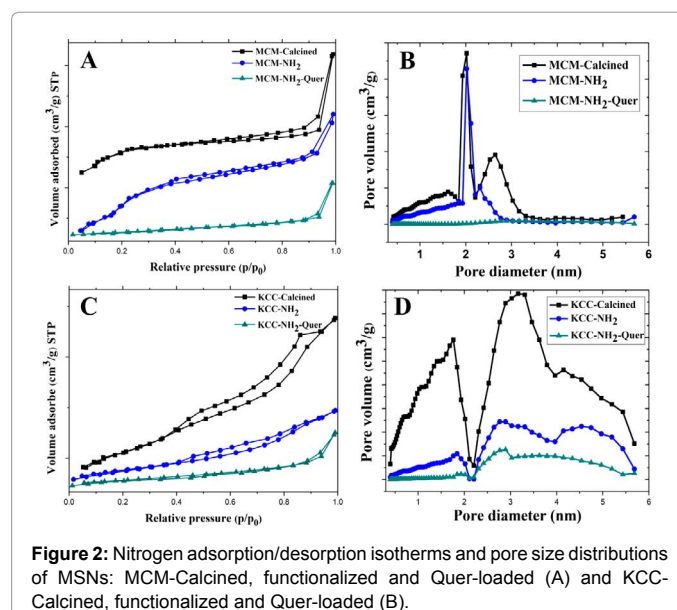 A
MCM-Calcined
MCM-NH2
MCM-NH2-Quer
Volume adsorbed (cm3/g) STP
0.0 0.2 0.4 0.6 0.8 1.0
Relative pressure (p/p0)
B
MCM-Calcined
MCM-NH2
MCM-NH2-Quer
Pore volume (cm3/g)
1 2 3 4 5 6
Pore diameter (nm)
C
KCC-Calcined
KCC-NH2
KCC-NH2-Quer
Volume adsorbe (cm3/g) STP
0.0 0.2 0.4 0.6 0.8 1.0
Relative pressure (p/p0)
D
KCC-Calcined
KCC-NH2
KCC-NH2-Quer
Pore volume (cm3/g)
1 2 3 4 5 6
Pore diameter (nm)
Figure 2: Nitrogen adsorption/desorption isotherms and pore size distributions
of MSNs: MCM-Calcined, functionalized and Quer-loaded (A) and KCC-
Calcined, functionalized and Quer-loaded (B).